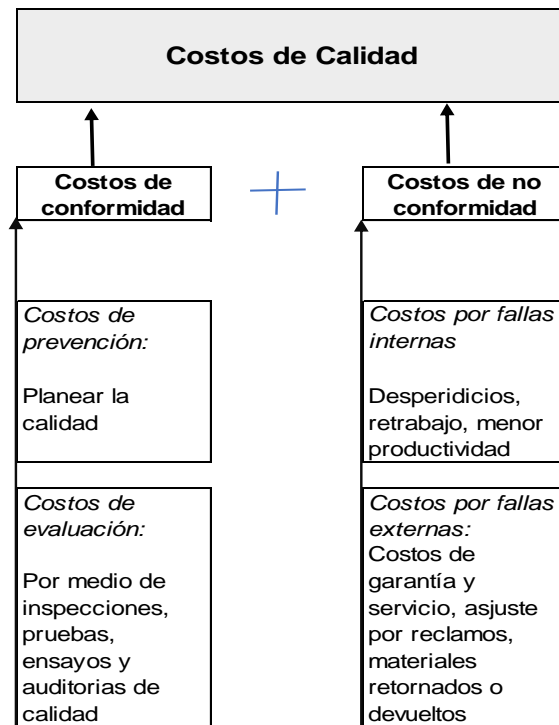 Costos de Calidad
Costos de
conformidad
Costos de no
conformidad
Costos de
prevención:
Planear la
calidad
Costos por fallas
internas
Desperidicios,
retrabajo, menor
productividad
Costos de
evaluación:
Por medio de
inspecciones,
pruebas,
ensayos y
auditorias de
calidad
Costos por fallas
externas:
Costos de
garantía y
servicio, asjuste
por reclamos,
materiales
retornados o
devueltos